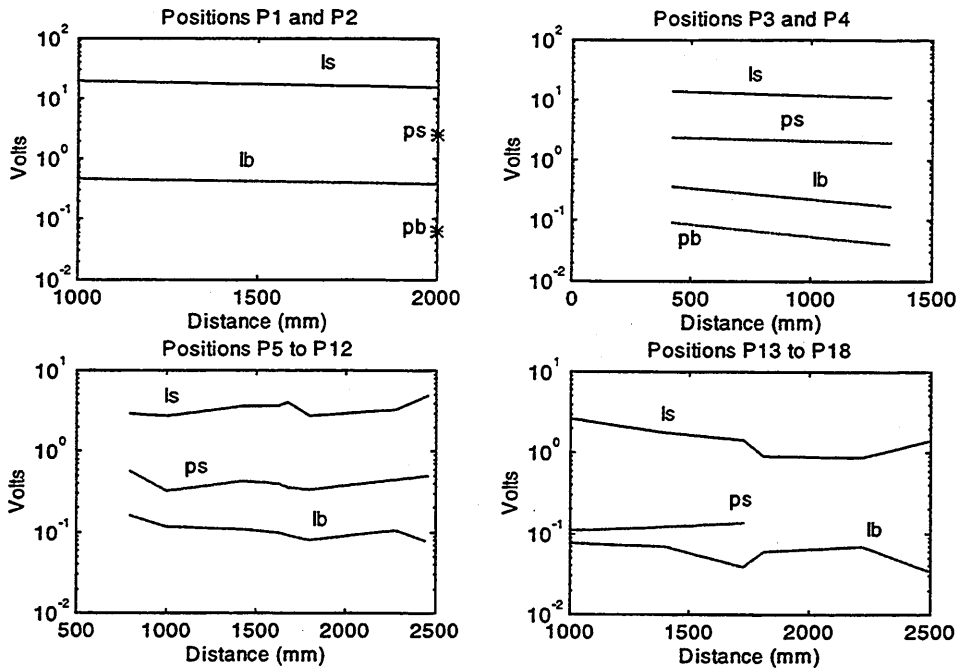 Positions P1 and P2
10^2
10^1
10^0
10^-1
10^-2
Volts
ls
ps
lb
pb
1000
1500
2000
Distance (mm)
Positions P3 and P4
10^2
10^1
10^0
10^-1
10^-2
Volts
ls
ps
lb
pb
0
500
1000
1500
Distance (mm)
Positions P5 to P12
10^1
10^0
10^-1
10^-2
Volts
ls
ps
lb
500
1000
1500
2000
2500
Distance (mm)
Positions P13 to P18
10^1
10^0
10^-1
10^-2
Volts
ls
ps
lb
1000
1500
2000
2500
Distance (mm)